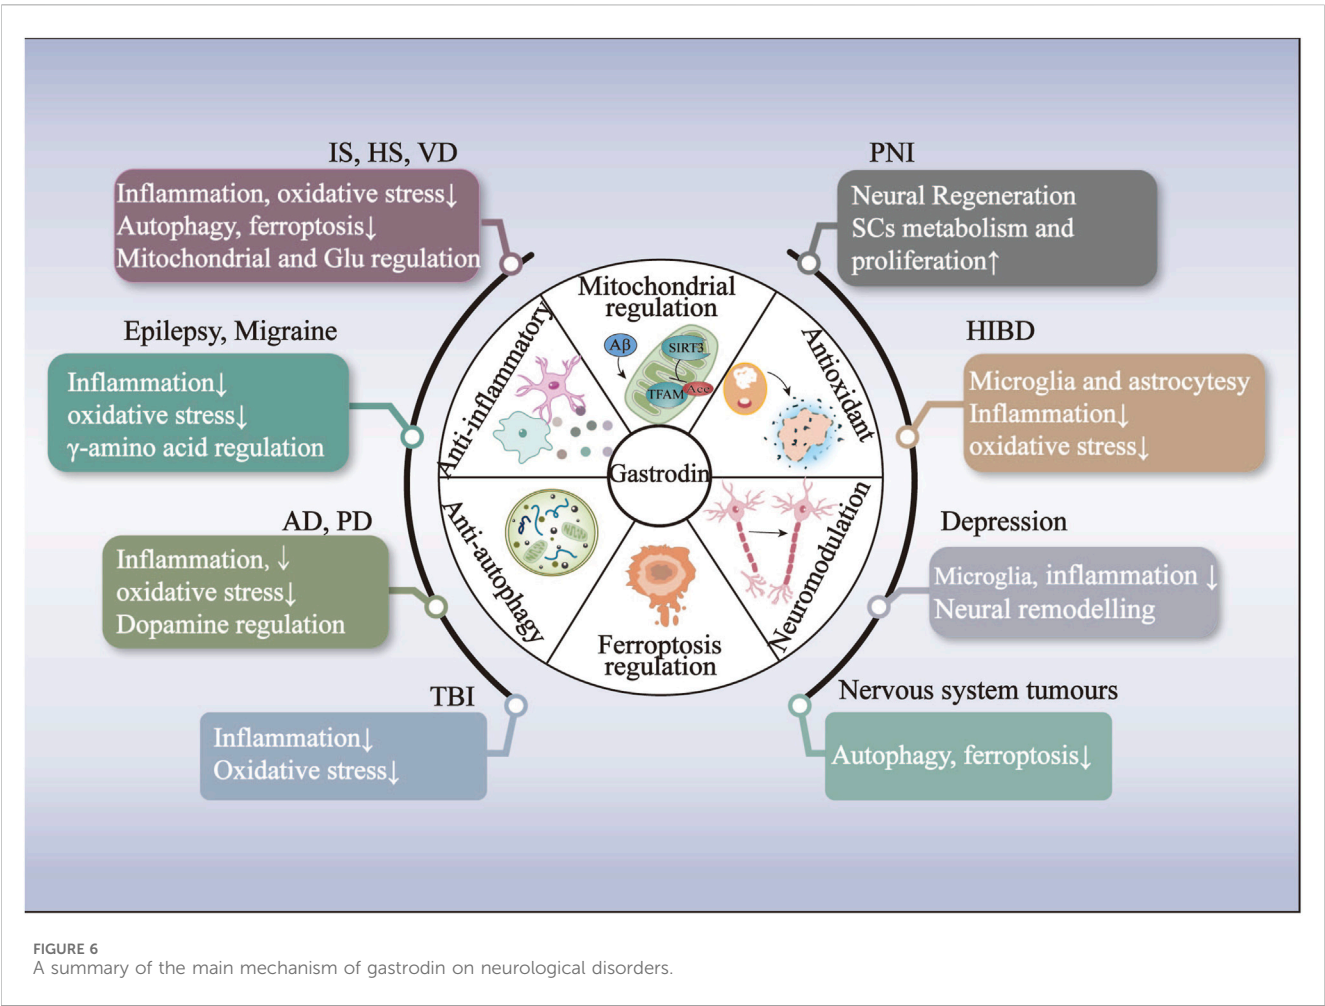 IS, HS, VD
Inflammation, oxidative stress↓
Autophagy, ferroptosis↓
Mitochondrial and Glu regulation
Epilepsy, Migraine
Inflammation↓
oxidative stress↓
γ-amino acid regulation
AD, PD
Inflammation, ↓
oxidative stress↓
Dopamine regulation
TBI
Inflammation↓
Oxidative stress↓
Mitochondrial
regulation
Aβ
SIRT3
TFAM
Ace
Anti-inflammatory
Antioxidant
Gastrodin
Anti-autophagy
Neuromodulation
Ferroptosis
regulation
PNI
Neural Regeneration
SCs metabolism and
proliferation↑
HIBD
Microglia and astrocytesy
Inflammation↓
oxidative stress↓
Depression
Microglia, inflammation ↓
Neural remodelling
Nervous system tumours
Autophagy, ferroptosis↓
FIGURE 6
A summary of the main mechanism of gastrodin on neurological disorders.